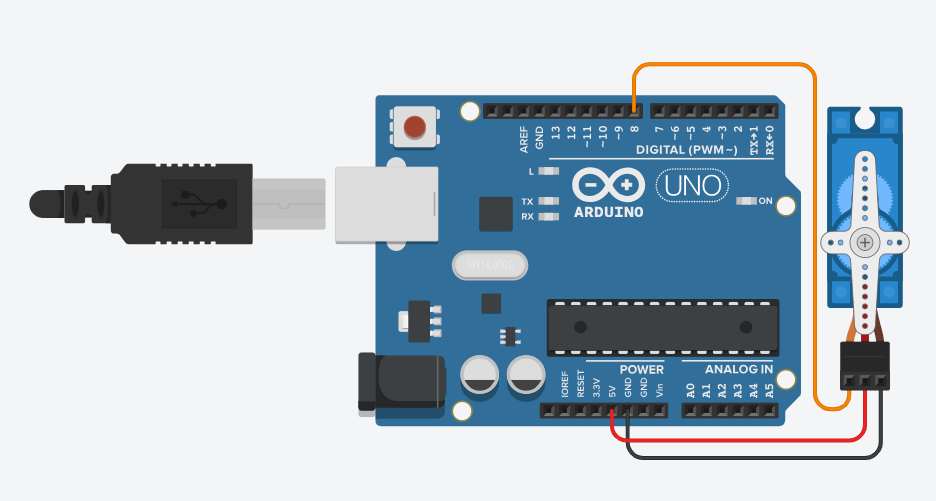 AREF
GND
13
12
~11
~10
~9
8
7
~6
~5
4
~3
2
TX→1
RX←0
DIGITAL (PWM ~)
L
TX
RX
ARDUINO
UNO
ON
SPK16.000G
POWER
ANALOG IN
IOREF
RESET
3.3V
5V
GND
GND
Vin
A0
A1
A2
A3
A4
A5